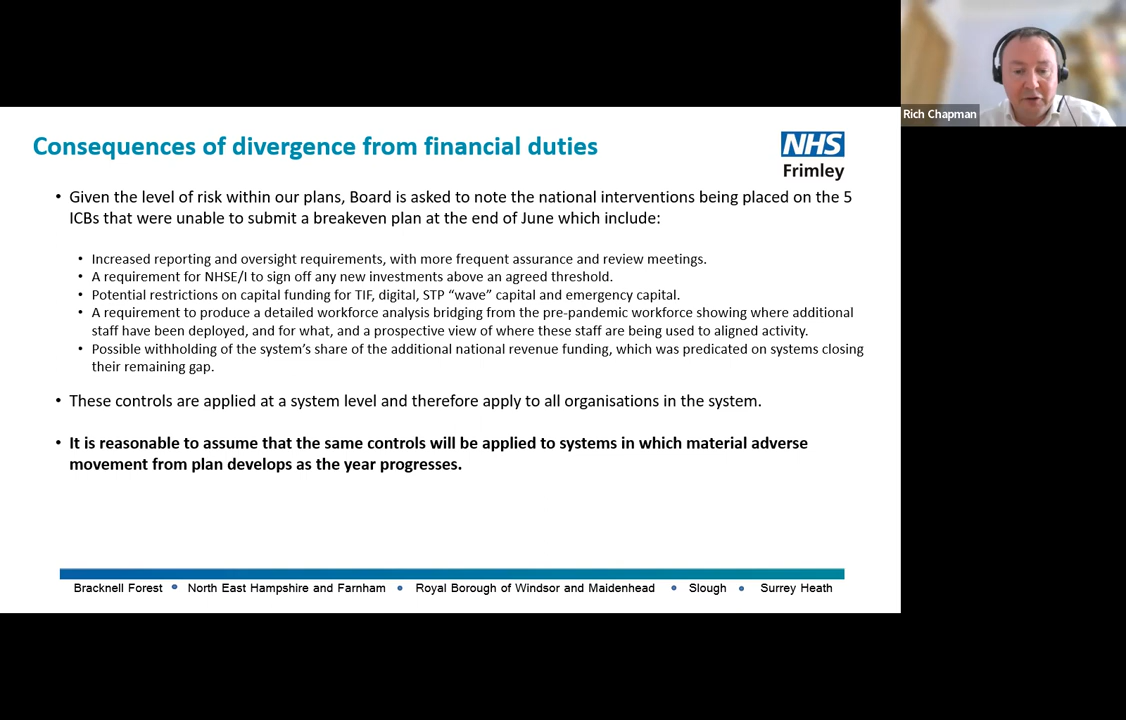 Rich Chapman
Consequences of divergence from financial duties
NHS
Frimley
• Given the level of risk within our plans, Board is asked to note the national interventions being placed on the 5
ICBs that were unable to submit a breakeven plan at the end of June which include:
• Increased reporting and oversight requirements, with more frequent assurance and review meetings.
• A requirement for NHSE/I to sign off any new investments above an agreed threshold.
• Potential restrictions on capital funding for TIF, digital, STP “wave” capital and emergency capital.
• A requirement to produce a detailed workforce analysis bridging from the pre-pandemic workforce showing where additional
staff have been deployed, and for what, and a prospective view of where these staff are being used to aligned activity.
• Possible withholding of the system’s share of the additional national revenue funding, which was predicated on systems closing
their remaining gap.
• These controls are applied at a system level and therefore apply to all organisations in the system.
• It is reasonable to assume that the same controls will be applied to systems in which material adverse
movement from plan develops as the year progresses.
Bracknell Forest • North East Hampshire and Farnham • Royal Borough of Windsor and Maidenhead • Slough • Surrey Heath